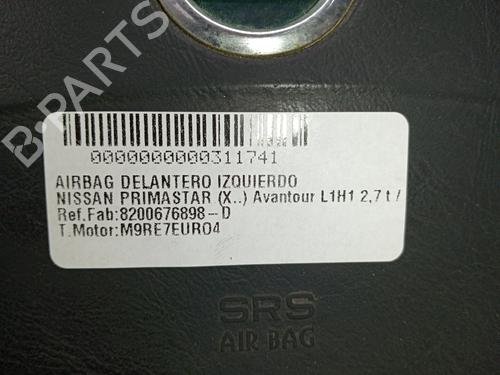 0000000000311741
AIRBAG DELANTERO IZQUIERDO
NISSAN PRIMASTAR (X..) Avantour L1H1 2,7 t /
Ref.Fab:8200676898-D
T.Motor:M9RE7EURO4
SRS
AIR BAG
B-PARTS